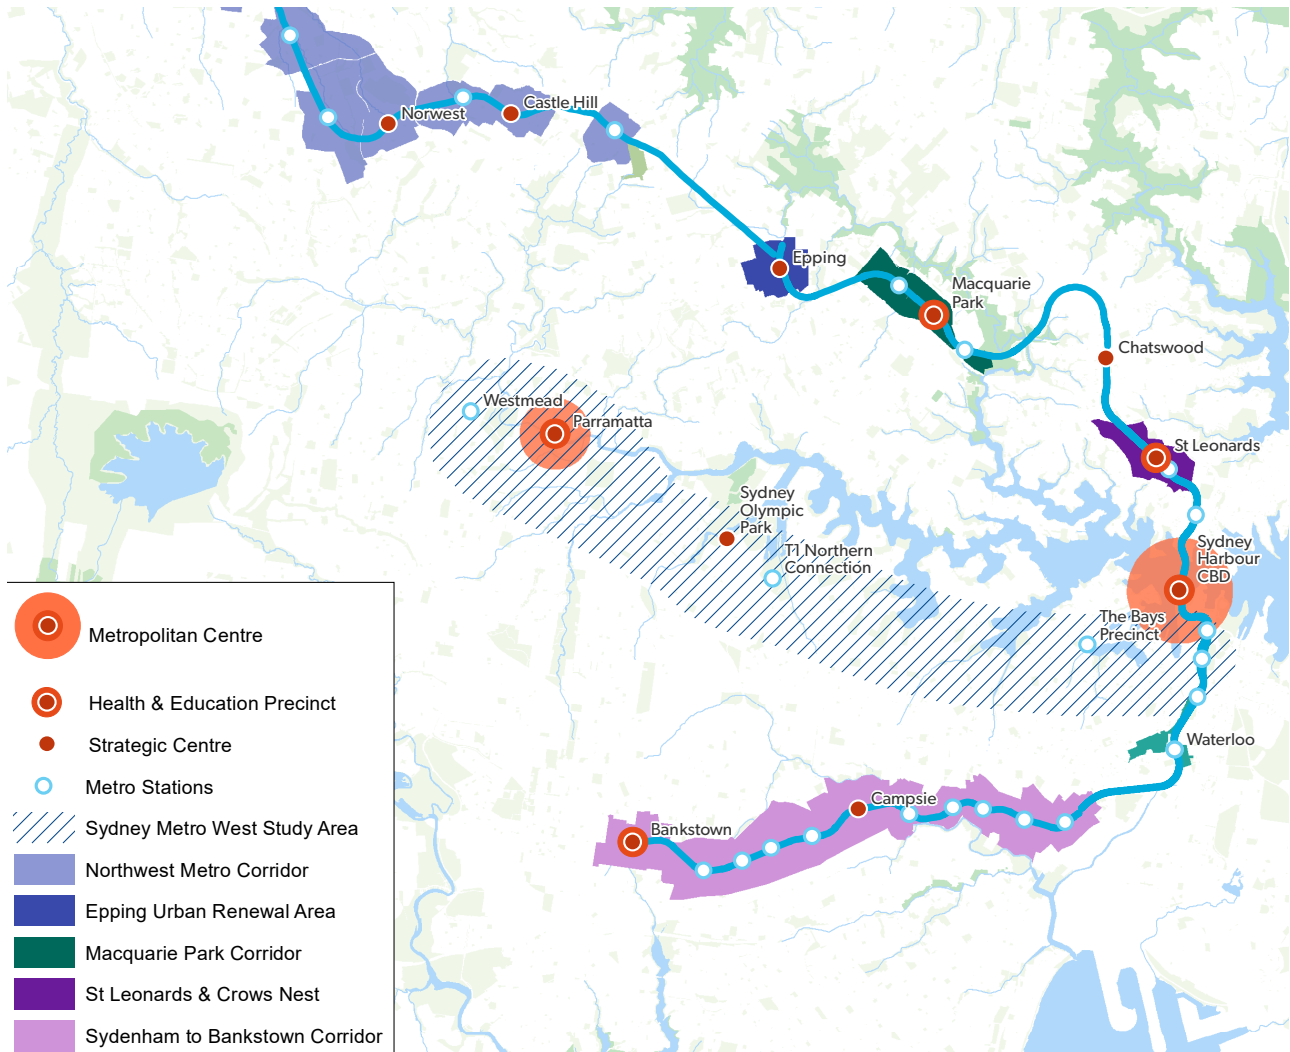 Norwest
Castle Hill
Epping
Macquarie
Park
Chatswood
Westmead
Parramatta
St Leonards
Sydney
Olympic
Park
T1 Northern
Connection
Sydney
Harbour
CBD
The Bays
Precinct
Waterloo
Campsie
Bankstown
Metropolitan Centre
Health & Education Precinct
Strategic Centre
Metro Stations
Sydney Metro West Study Area
Northwest Metro Corridor
Epping Urban Renewal Area
Macquarie Park Corridor
St Leonards & Crows Nest
Sydenham to Bankstown Corridor